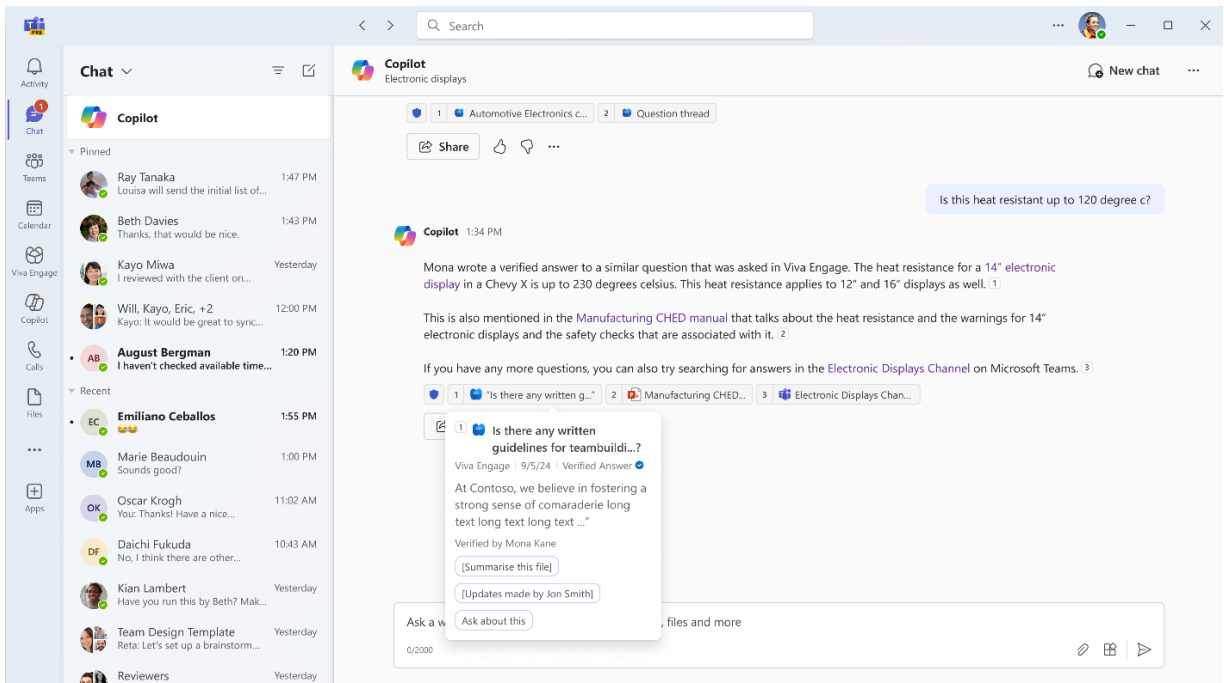 PRE
Search
Activity
1
Chat
Teams
Calendar
Viva Engage
Copilot
Calls
Files
Apps
Chat
Copilot
Pinned
Ray Tanaka 1:47 PM
Louisa will send the initial list of...
Beth Davies 1:43 PM
Thanks, that would be nice.
Kayo Miwa Yesterday
I reviewed with the client on...
Will, Kayo, Eric, +2 12:00 PM
Kayo: It would be great to sync...
AB
August Bergman 1:20 PM
I haven't checked available time...
Recent
EC
Emiliano Ceballos 1:55 PM
MB
Marie Beaudouin 1:00 PM
Sounds good?
OK
Oscar Krogh 11:02 AM
You: Thanks! Have a nice...
DF
Daichi Fukuda 10:43 AM
No, I think there are other...
Kian Lambert Yesterday
Have you run this by Beth? Mak...
Team Design Template Yesterday
Reta: Let's set up a brainstorm...
Reviewers Yesterday
Copilot
Electronic displays
New chat
1 Automotive Electronics c... 2 Question thread
Share
Is this heat resistant up to 120 degree c?
Copilot 1:34 PM
Mona wrote a verified answer to a similar question that was asked in Viva Engage. The heat resistance for a 14" electronic
display in a Chevy X is up to 230 degrees celsius. This heat resistance applies to 12" and 16" displays as well. 1
This is also mentioned in the Manufacturing CHED manual that talks about the heat resistance and the warnings for 14"
electronic displays and the safety checks that are associated with it. 2
If you have any more questions, you can also try searching for answers in the Electronic Displays Channel on Microsoft Teams. 3
1 "Is there any written g..." 2 Manufacturing CHED... 3 Electronic Displays Chan...
1 Is there any written
guidelines for teambuildi...?
Viva Engage | 9/5/24 | Verified Answer
At Contoso, we believe in fostering a
strong sense of comaraderie long
text long text long text ..."
Verified by Mona Kane
[Summarise this file]
[Updates made by Jon Smith]
Ask about this
Ask a w , files and more
0/2000